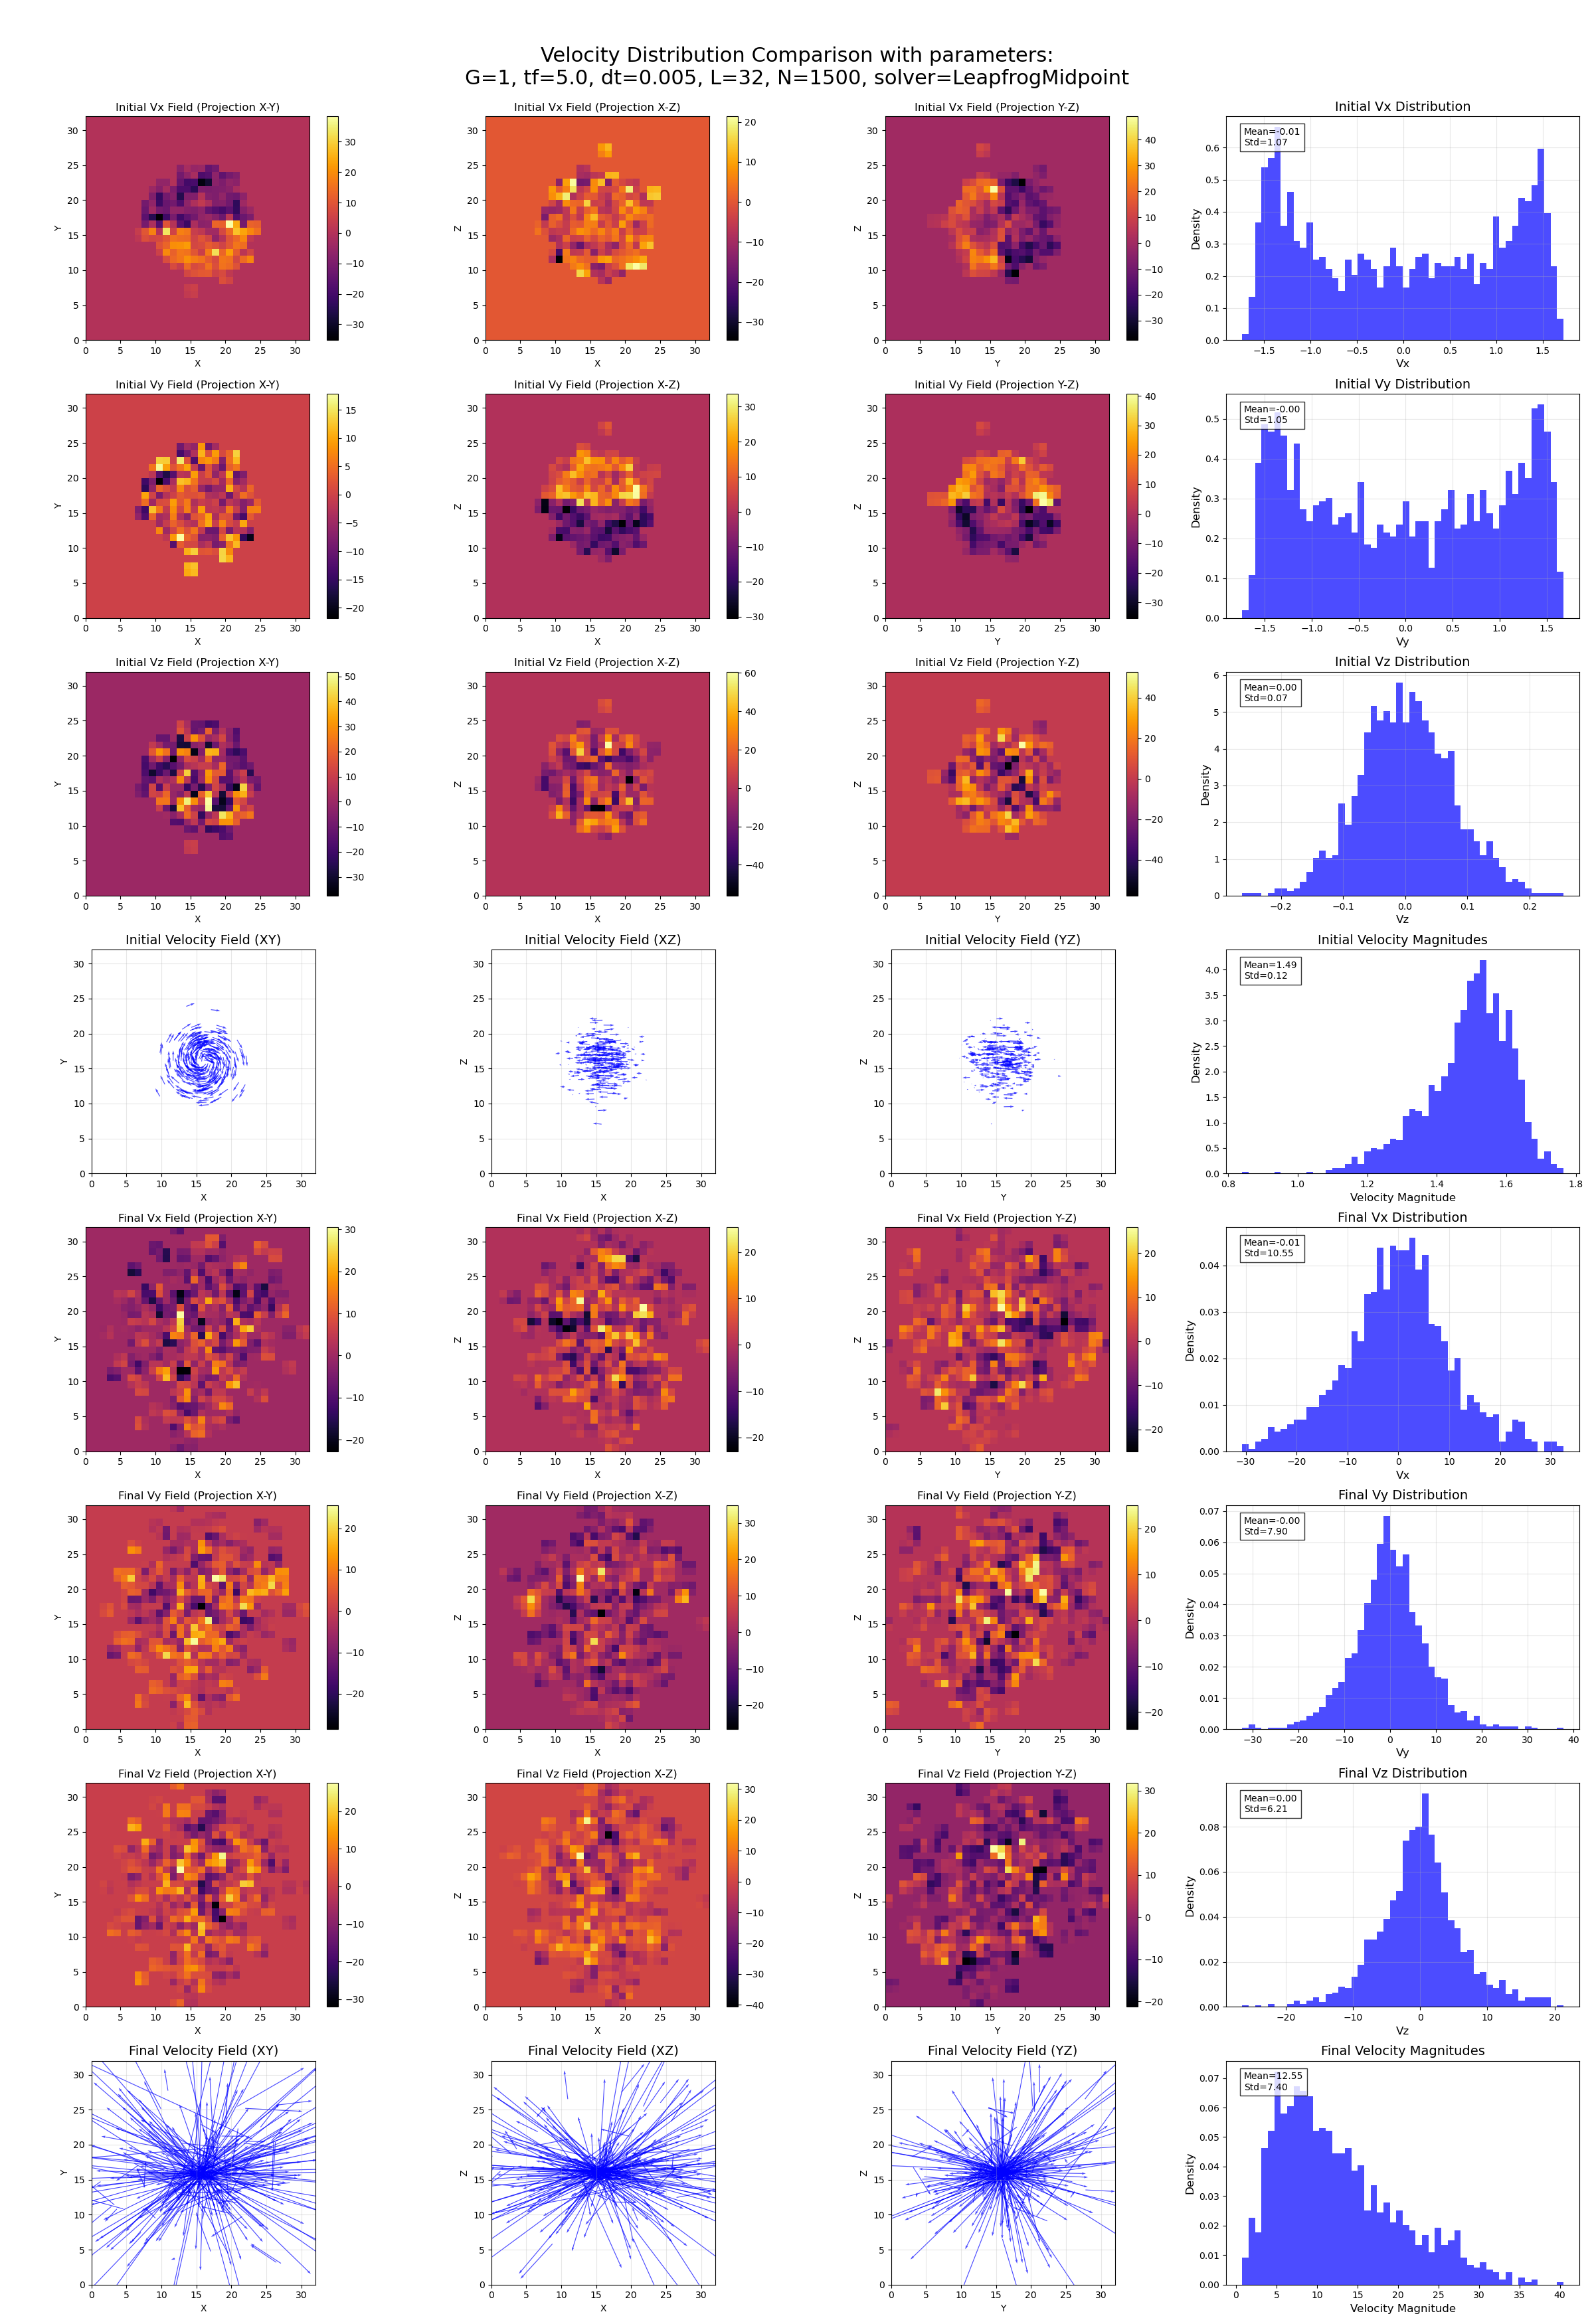 Velocity Distribution Comparison with parameters:
G=1, tf=5.0, dt=0.005, L=32, N=1500, solver=LeapfrogMidpoint
Initial Vx Field (Projection X-Y)
Initial Vx Field (Projection X-Z)
Initial Vx Field (Projection Y-Z)
Initial Vx Distribution
Mean=-0.01
Std=1.07
Initial Vy Field (Projection X-Y)
Initial Vy Field (Projection X-Z)
Initial Vy Field (Projection Y-Z)
Initial Vy Distribution
Mean=-0.00
Std=1.05
Initial Vz Field (Projection X-Y)
Initial Vz Field (Projection X-Z)
Initial Vz Field (Projection Y-Z)
Initial Vz Distribution
Mean=0.00
Std=0.07
Initial Velocity Field (XY)
Initial Velocity Field (XZ)
Initial Velocity Field (YZ)
Initial Velocity Magnitudes
Mean=1.49
Std=0.12
Velocity Magnitude
Final Vx Field (Projection X-Y)
Final Vx Field (Projection X-Z)
Final Vx Field (Projection Y-Z)
Final Vx Distribution
Mean=-0.01
Std=10.55
Final Vy Field (Projection X-Y)
Final Vy Field (Projection X-Z)
Final Vy Field (Projection Y-Z)
Final Vy Distribution
Mean=-0.00
Std=7.90
Final Vz Field (Projection X-Y)
Final Vz Field (Projection X-Z)
Final Vz Field (Projection Y-Z)
Final Vz Distribution
Mean=0.00
Std=6.21
Final Velocity Field (XY)
Final Velocity Field (XZ)
Final Velocity Field (YZ)
Final Velocity Magnitudes
Mean=12.55
Std=7.40
Velocity Magnitude